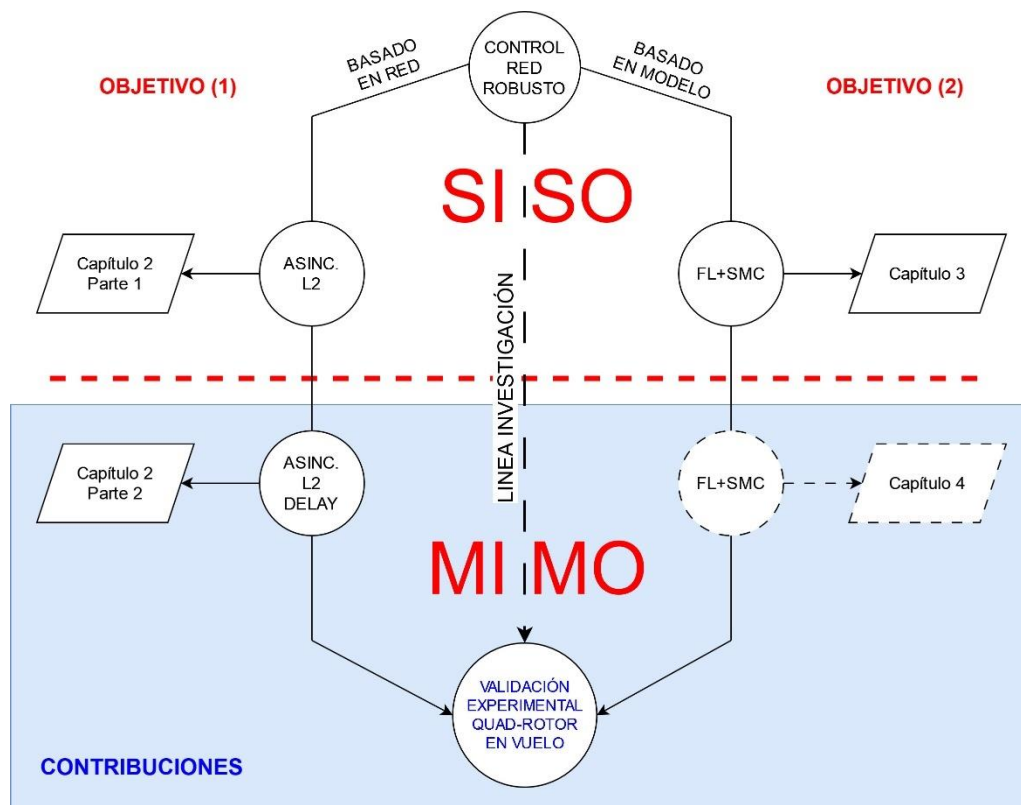 CONTROL
RED
ROBUSTO
BASADO
EN RED
BASADO
EN MODELO
OBJETIVO (1)
OBJETIVO (2)
SI SO
Capítulo 2
Parte 1
ASINC.
L2
FL+SMC
Capítulo 3
LINEA INVESTIGACIÓN
Capítulo 2
Parte 2
ASINC.
L2
DELAY
FL+SMC
Capítulo 4
MI MO
VALIDACIÓN
EXPERIMENTAL
QUAD-ROTOR
EN VUELO
CONTRIBUCIONES